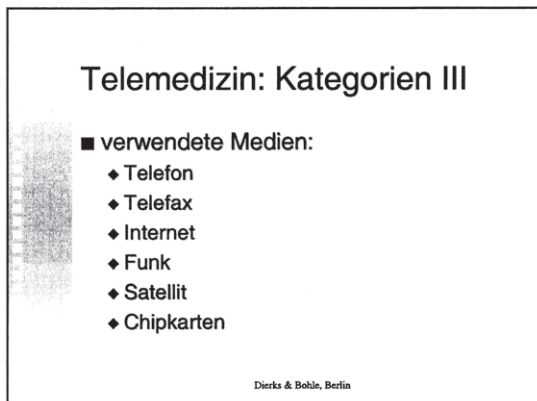 Telemedizin: Kategorien III
■ verwendete Medien:
◆ Telefon
◆ Telefax
◆ Internet
◆ Funk
◆ Satellit
◆ Chipkarten
Dierks & Bohle, Berlin